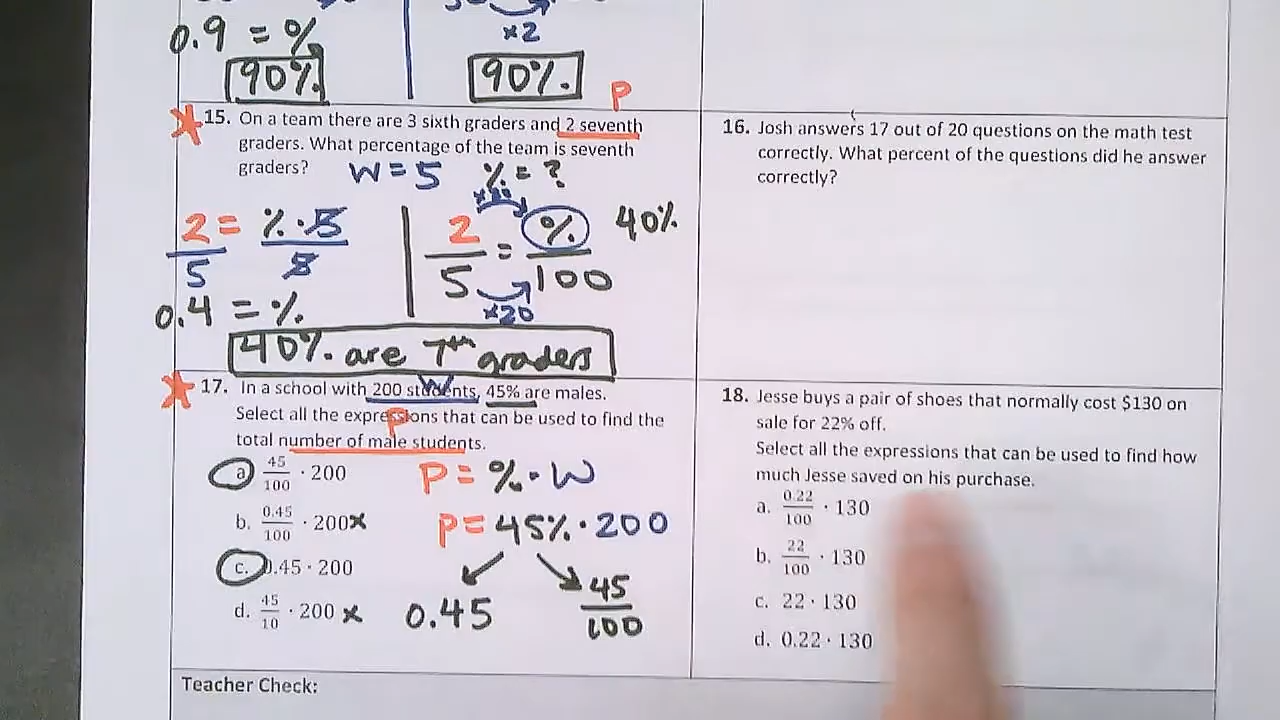 0.9 = %
90%
×2
90%.
P
15. On a team there are 3 sixth graders and 2 seventh
graders. What percentage of the team is seventh
graders? W = 5 % = ?
2 = % · 5
5 5
0.4 = %
×20
2 = %
5 100
×20
40%
40% are 7th graders
16. Josh answers 17 out of 20 questions on the math test
correctly. What percent of the questions did he answer
correctly?
17. In a school with 200 students, 45% are males.
W
Select all the expressions that can be used to find the
P
total number of male students.
a. 45/100 · 200
b. 0.45/100 · 200 x
c. 0.45 · 200
d. 45/10 · 200 x
P = % · W
P = 45% · 200
0.45 45/100
18. Jesse buys a pair of shoes that normally cost $130 on
sale for 22% off.
Select all the expressions that can be used to find how
much Jesse saved on his purchase.
a. 0.22/100 · 130
b. 22/100 · 130
c. 22 · 130
d. 0.22 · 130
Teacher Check: